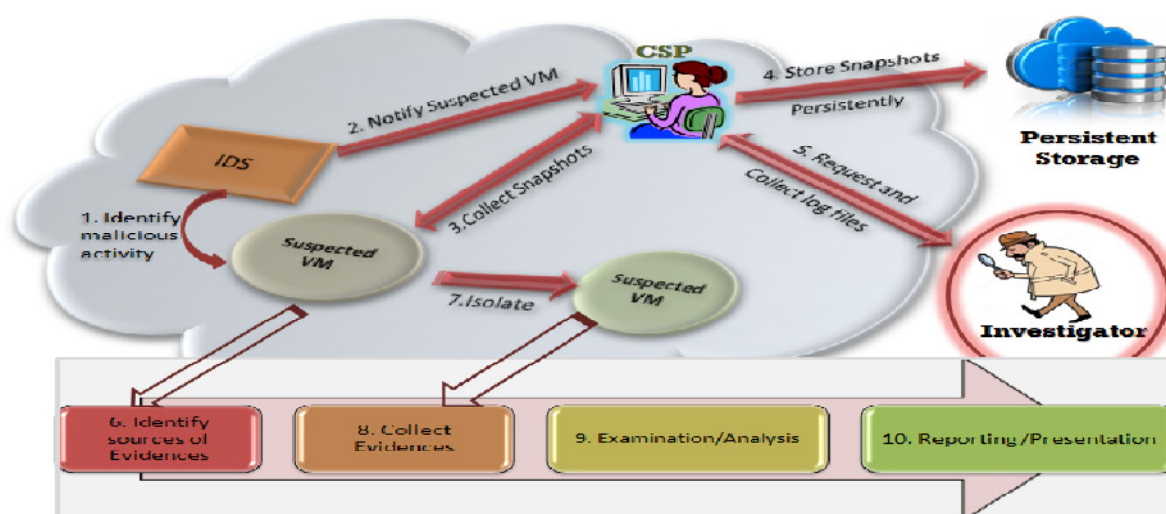 CSP
2. Notify Suspected VM
4. Store Snapshots
Persistently
Persistent
Storage
IDS
1. Identify
malicious
activity
3.Collect Snapshots
5. Request and
Collect log files
Suspected
VM
7.Isolate
Suspected
VM
Investigator
6. Identify
sources of
Evidences
8. Collect
Evidences
9. Examination/Analysis
10. Reporting/Presentation